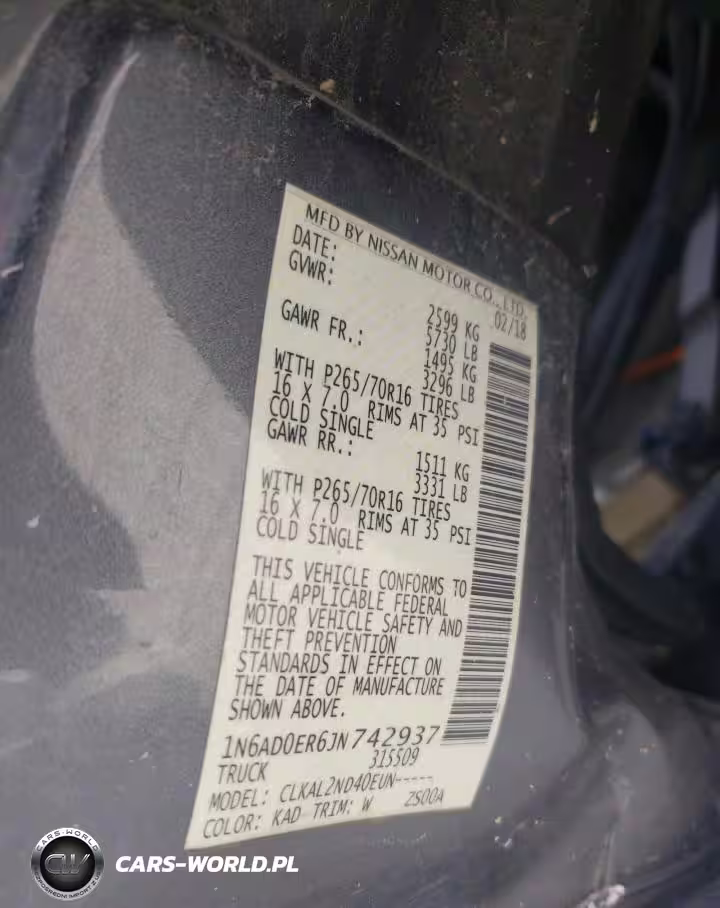 MFD BY NISSAN MOTOR CO., LTD.
DATE: 02/18
GVWR: 2599 KG
5730 LB
GAWR FR.: 1495 KG
3296 LB
WITH P265/70R16 TIRES
16 X 7.0 RIMS AT 35 PSI
COLD SINGLE
GAWR RR.: 1511 KG
3331 LB
WITH P265/70R16 TIRES
16 X 7.0 RIMS AT 35 PSI
COLD SINGLE
THIS VEHICLE CONFORMS TO
ALL APPLICABLE FEDERAL
MOTOR VEHICLE SAFETY AND
THEFT PREVENTION
STANDARDS IN EFFECT ON
THE DATE OF MANUFACTURE
SHOWN ABOVE.
1N6AD0ER6JN742937
TRUCK 315509
MODEL: CLKAL2ND40EUN-----
COLOR: KAD TRIM: W ZS00A
CARS-WORLD
CW
CARS-WORLD.PL